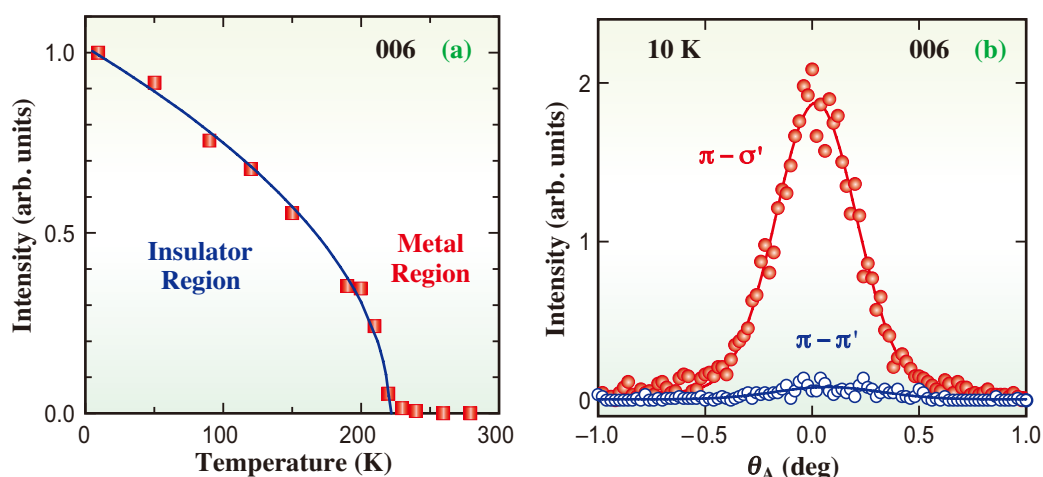 006 (a)
Intensity (arb. units)
1.0
0.5
0.0
Insulator
Region
Metal
Region
0 100 200 300
Temperature (K)
10 K 006 (b)
Intensity (arb. units)
2
1
0
π – σ'
π – π'
–1.0 –0.5 0.0 0.5 1.0
θA (deg)